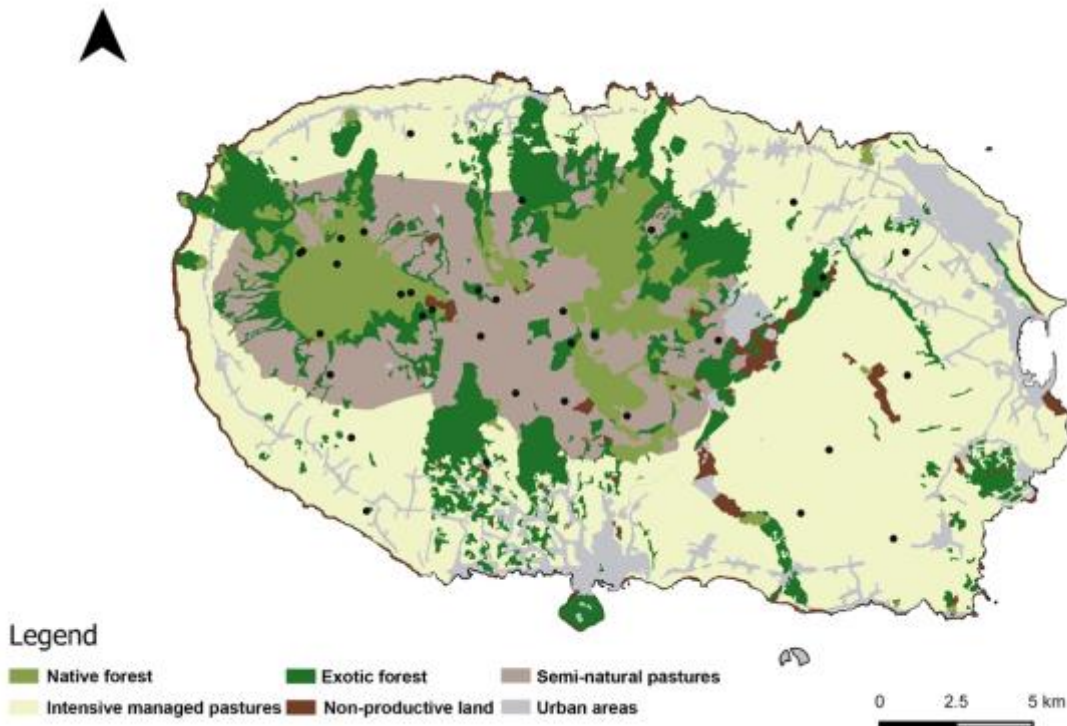 Legend
Native forest Exotic forest Semi-natural pastures
Intensive managed pastures Non-productive land Urban areas
0 2.5 5 km